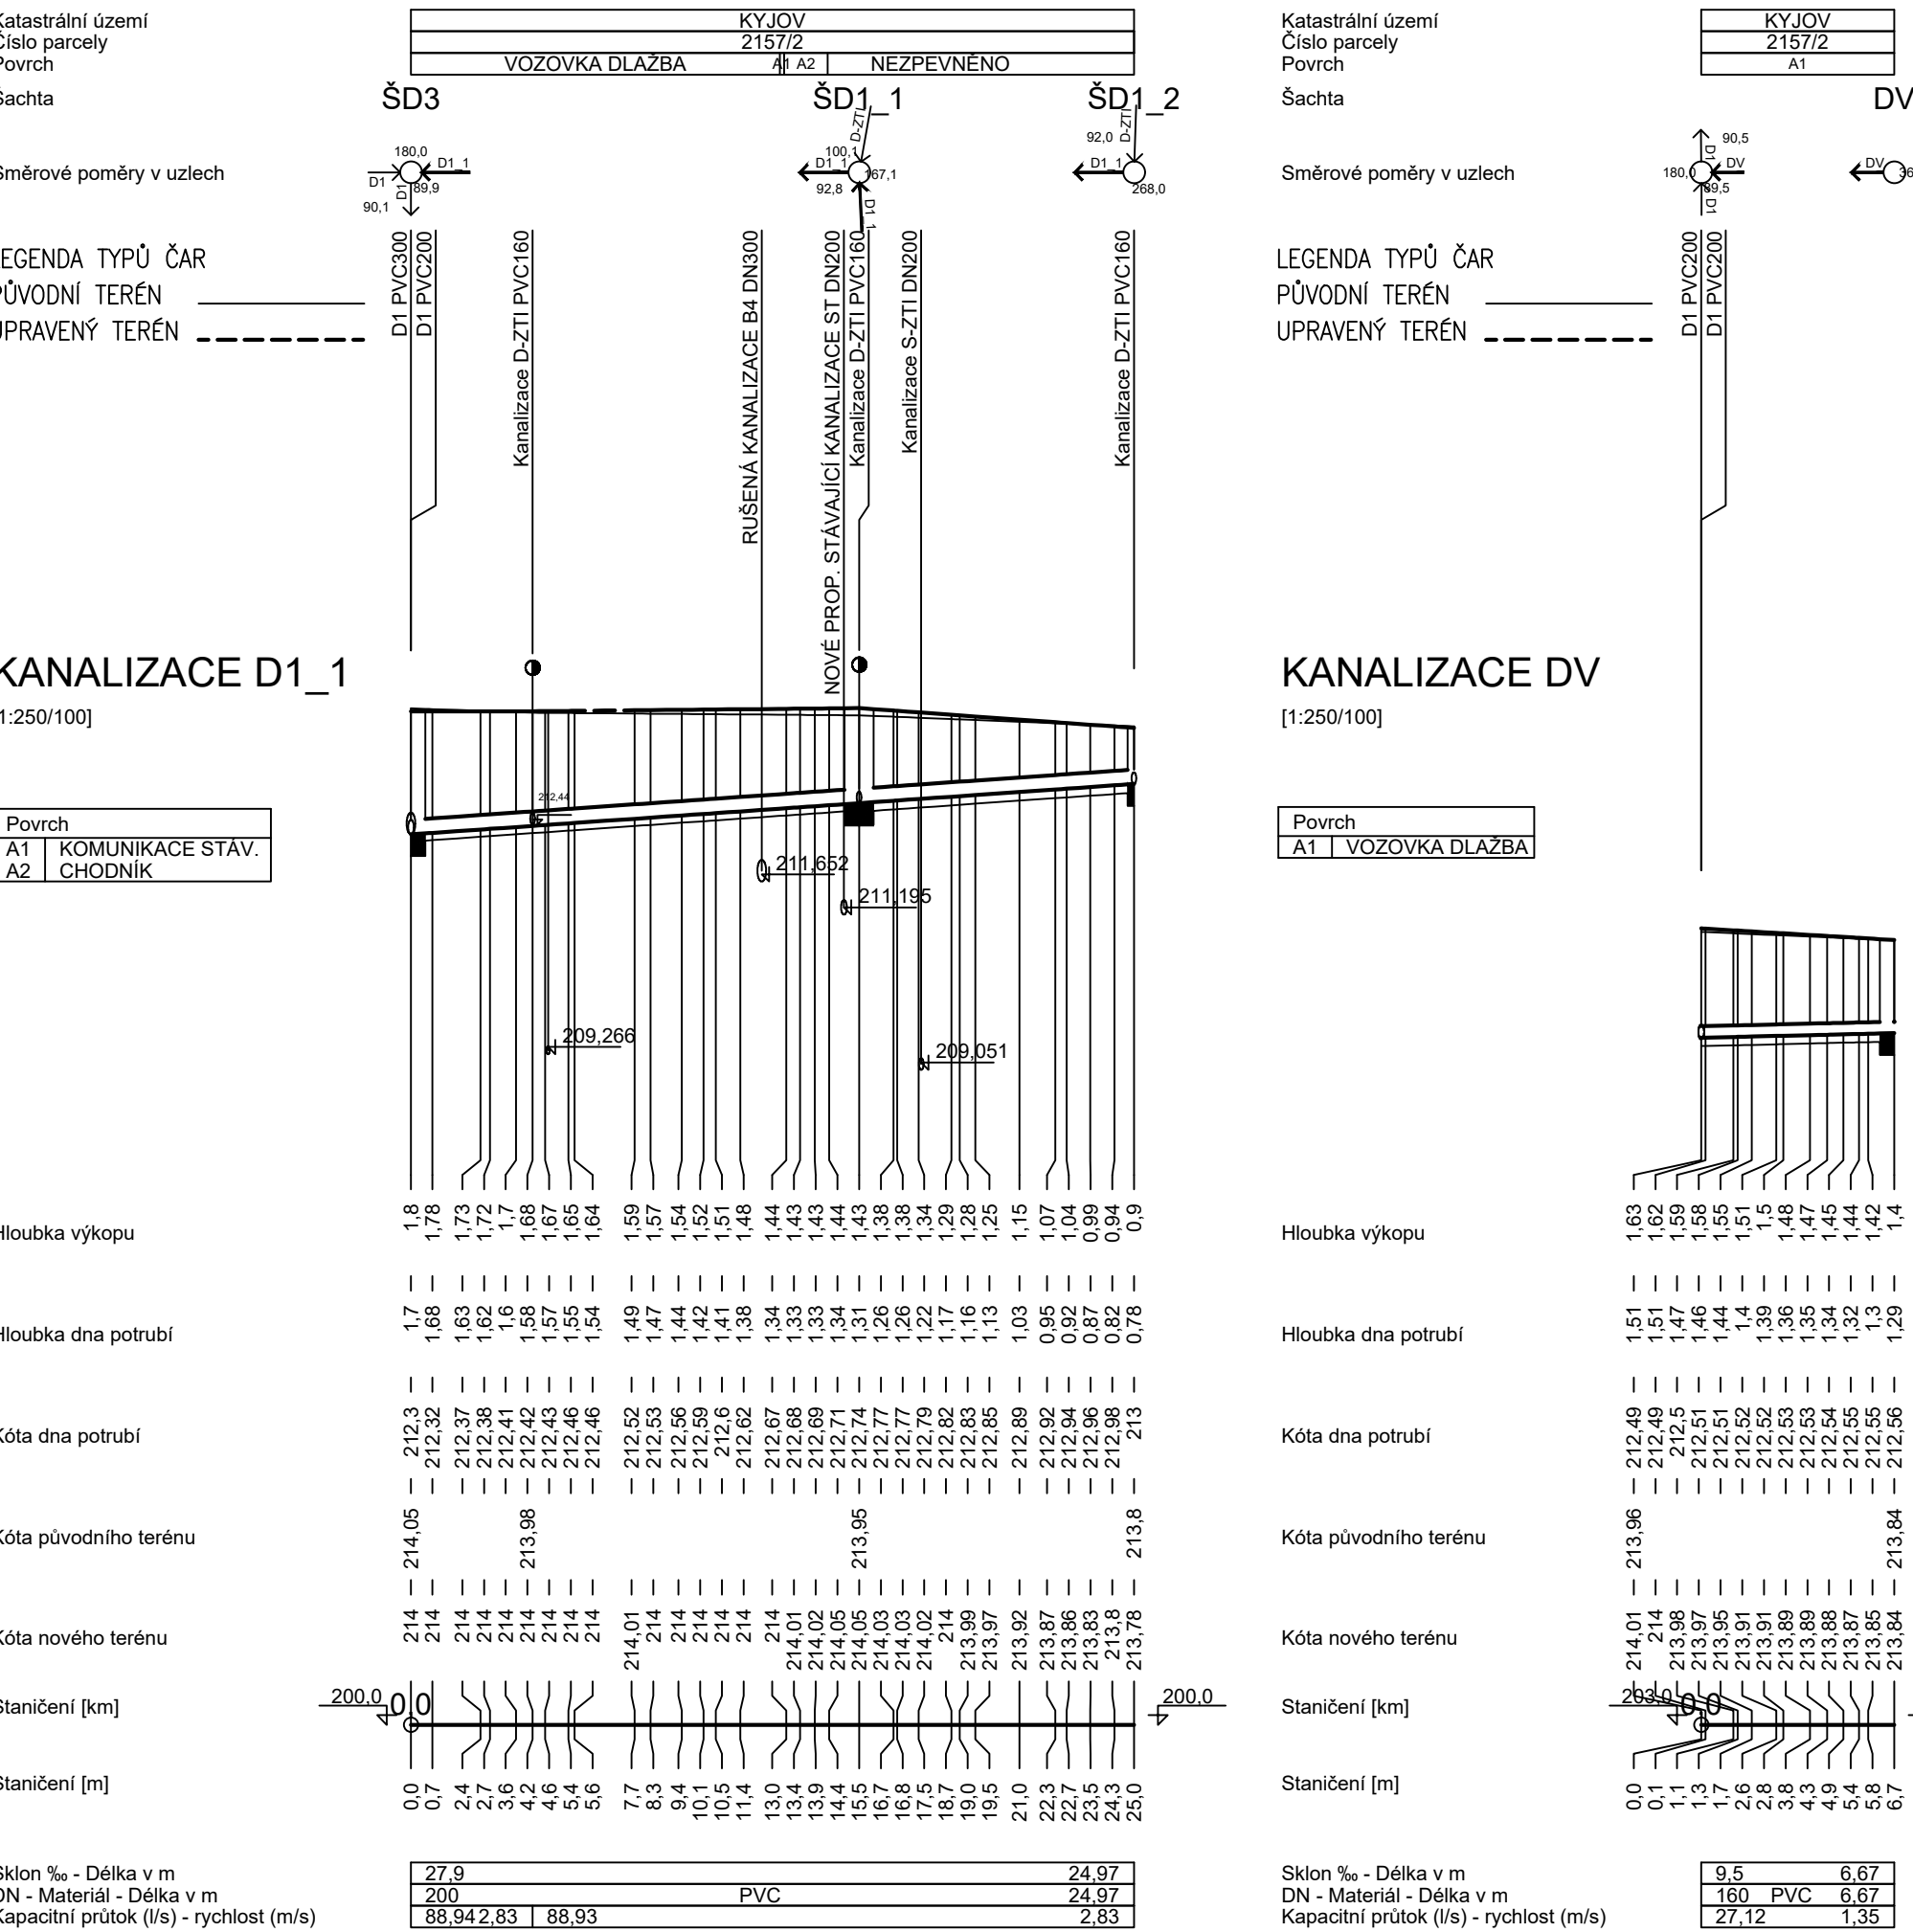 Katastrální území
KYJOV
Číslo parcely
2157/2
Povrch
VOZOVKA DLAŽBA A1 A2 NEZPEVNĚNO
Šachta
ŠD3 ŠD1_1 ŠD1_2
Směrové poměry v uzlech
180,0 D1_1 D1 D1 89,9 90,1
D-ZTI 100,1 D1_1 167,1 92,8 D1_1
D-ZTI 92,0 D1_1 268,0
LEGENDA TYPŮ ČAR
PŮVODNÍ TERÉN
UPRAVENÝ TERÉN
D1 PVC300
D1 PVC200
Kanalizace D-ZTI PVC160
RUŠENÁ KANALIZACE B4 DN300
NOVÉ PROP. STÁVAJÍCÍ KANALIZACE ST DN200
Kanalizace D-ZTI PVC160
Kanalizace S-ZTI DN200
Kanalizace D-ZTI PVC160
KANALIZACE D1_1
[1:250/100]
Povrch
A1 KOMUNIKACE STÁV.
A2 CHODNÍK
212,44
211,652
211,195
209,266
209,051
Hloubka výkopu
1,8 1,78 1,73 1,72 1,7 1,68 1,67 1,65 1,64 1,59 1,57 1,54 1,52 1,51 1,48 1,44 1,43 1,43 1,44 1,43 1,38 1,38 1,34 1,29 1,28 1,25 1,15 1,07 1,04 0,99 0,94 0,9
Hloubka dna potrubí
1,7 1,68 1,63 1,62 1,6 1,58 1,57 1,55 1,54 1,49 1,47 1,44 1,42 1,41 1,38 1,34 1,33 1,33 1,34 1,31 1,26 1,26 1,22 1,17 1,16 1,13 1,03 0,95 0,92 0,87 0,82 0,78
Kóta dna potrubí
212,3 212,32 212,37 212,38 212,41 212,42 212,43 212,46 212,46 212,52 212,53 212,56 212,59 212,6 212,62 212,67 212,68 212,69 212,71 212,74 212,77 212,77 212,79 212,82 212,83 212,85 212,89 212,92 212,94 212,96 212,98 213
Kóta původního terénu
214,05 213,98 213,95 213,8
Kóta nového terénu
214 214 214 214 214 214 214 214 214 214,01 214 214 214 214 214 214 214,01 214,02 214,05 214,05 214,03 214,03 214,02 214 213,99 213,97 213,92 213,87 213,86 213,83 213,8 213,78
Staničení [km]
200,0 0,0 200,0
Staničení [m]
0,0 0,7 2,4 2,7 3,6 4,2 4,6 5,4 5,6 7,7 8,3 9,4 10,1 10,5 11,4 13,0 13,4 13,9 14,4 15,5 16,7 16,8 17,5 18,7 19,0 19,5 21,0 22,3 22,7 23,5 24,3 25,0
Sklon ‰ - Délka v m
27,9 24,97
DN - Materiál - Délka v m
200 PVC 24,97
Kapacitní průtok (l/s) - rychlost (m/s)
88,94 2,83 88,93 2,83
Katastrální území
KYJOV
Číslo parcely
2157/2
Povrch
A1
Šachta
DV
Směrové poměry v uzlech
90,5 D1 DV 180,0 89,5 D1
DV 36
LEGENDA TYPŮ ČAR
PŮVODNÍ TERÉN
UPRAVENÝ TERÉN
D1 PVC200
D1 PVC200
KANALIZACE DV
[1:250/100]
Povrch
A1 VOZOVKA DLAŽBA
Hloubka výkopu
1,63 1,62 1,59 1,58 1,55 1,51 1,5 1,48 1,47 1,45 1,44 1,42 1,4
Hloubka dna potrubí
1,51 1,51 1,47 1,46 1,44 1,4 1,39 1,36 1,35 1,34 1,32 1,3 1,29
Kóta dna potrubí
212,49 212,49 212,5 212,51 212,51 212,52 212,52 212,53 212,53 212,54 212,55 212,55 212,56
Kóta původního terénu
213,96 213,84
Kóta nového terénu
214,01 214 213,98 213,97 213,95 213,91 213,91 213,89 213,89 213,88 213,87 213,85 213,84
Staničení [km]
203,0 0,0
Staničení [m]
0,0 0,1 1,1 1,3 1,7 2,6 2,8 3,8 4,3 4,9 5,4 5,8 6,7
Sklon ‰ - Délka v m
9,5 6,67
DN - Materiál - Délka v m
160 PVC 6,67
Kapacitní průtok (l/s) - rychlost (m/s)
27,12 1,35